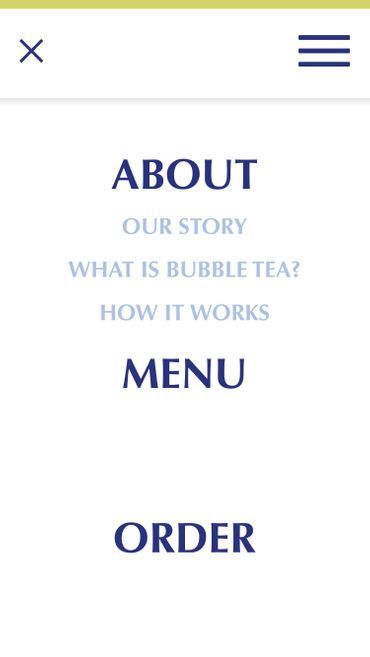 ABOUT
OUR STORY
WHAT IS BUBBLE TEA?
HOW IT WORKS
MENU
ORDER